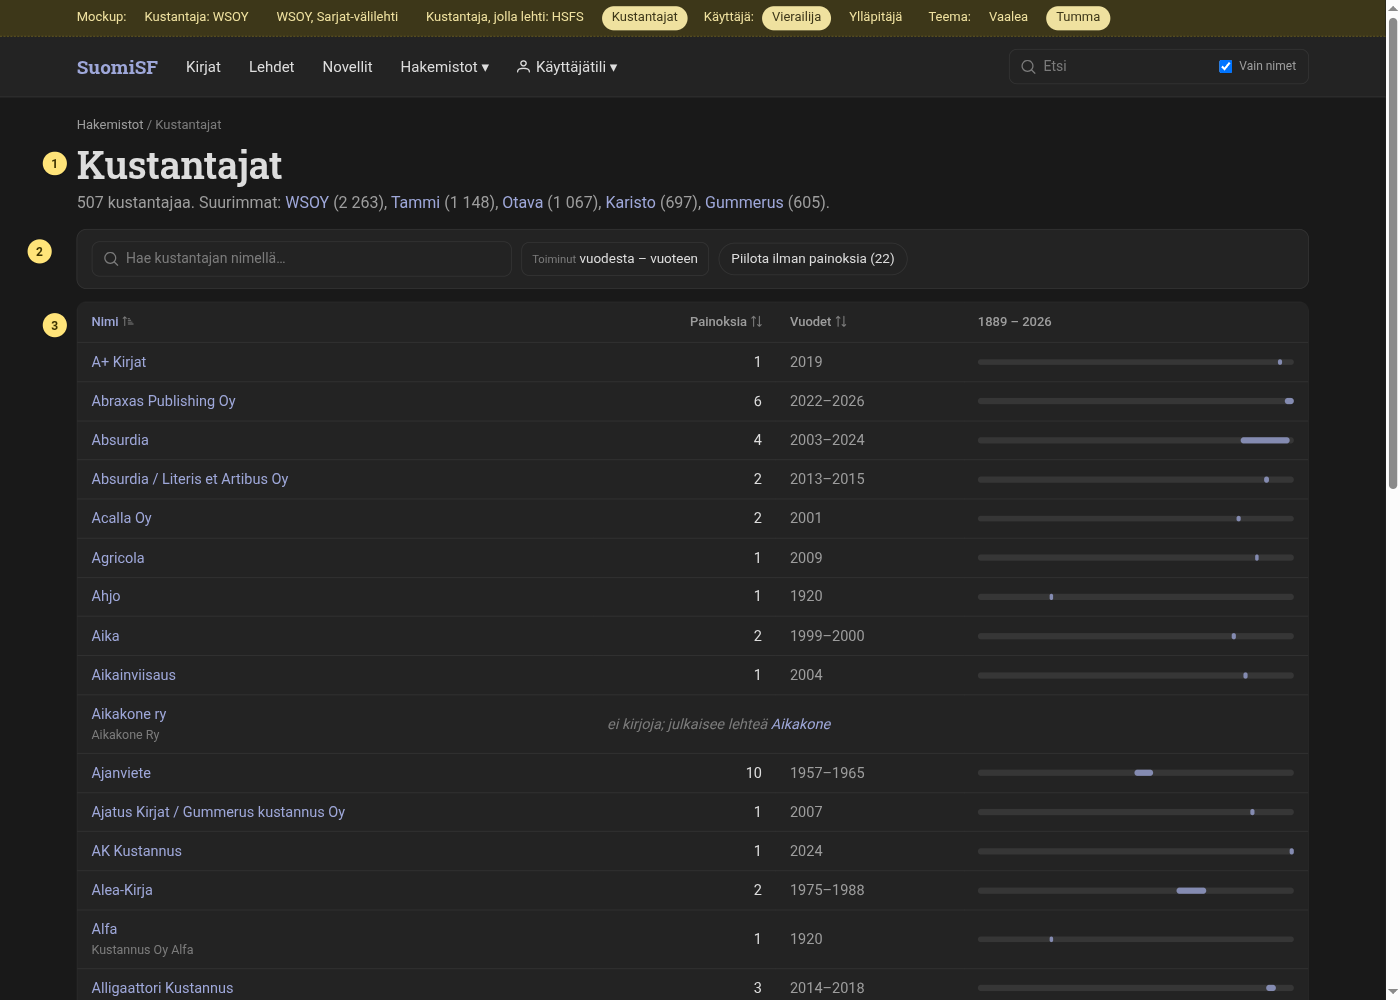 Mockup: Kustantaja: WSOY WSOY, Sarjat-välilehti Kustantaja, jolla lehti: HSFS Kustantajat Käyttäjä: Vierailija Ylläpitäjä Teema: Vaalea Tumma
SuomiSF Kirjat Lehdet Novellit Hakemistot ▾ Käyttäjätili ▾ Etsi Vain nimet
Hakemistot / Kustantajat
1 Kustantajat
507 kustantajaa. Suurimmat: WSOY (2 263), Tammi (1 148), Otava (1 067), Karisto (697), Gummerus (605).
2 Hae kustantajan nimellä... Toiminut vuodesta – vuoteen Piilota ilman painoksia (22)
3 Nimi Painoksia Vuodet 1889 – 2026
A+ Kirjat 1 2019
Abraxas Publishing Oy 6 2022–2026
Absurdia 4 2003–2024
Absurdia / Literis et Artibus Oy 2 2013–2015
Acalla Oy 2 2001
Agricola 1 2009
Ahjo 1 1920
Aika 2 1999–2000
Aikainviisaus 1 2004
Aikakone ry ei kirjoja; julkaisee lehteä Aikakone
Aikakone Ry
Ajanviete 10 1957–1965
Ajatus Kirjat / Gummerus kustannus Oy 1 2007
AK Kustannus 1 2024
Alea-Kirja 2 1975–1988
Alfa 1 1920
Kustannus Oy Alfa
Alligaattori Kustannus 3 2014–2018